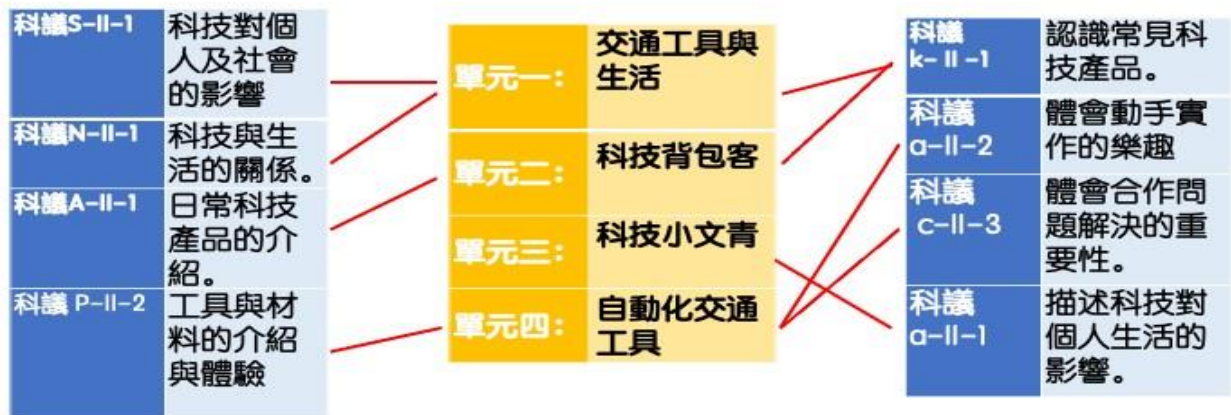 科議S-II-1
科技對個
人及社會
的影響
科議N-II-1
科技與生
活的關係。
科議A-II-1
日常科技
產品的介
紹。
科議 P-II-2
工具與材
料的介紹
與體驗
單元一：
交通工具與
生活
單元二：
科技背包客
單元三：
科技小文青
單元四：
自動化交通
工具
科議
k-II-1
認識常見科
技產品。
科議
a-II-2
體會動手實
作的樂趣
科議
c-II-3
體會合作問
題解決的重
要性。
科議
a-II-1
描述科技對
個人生活的
影響。